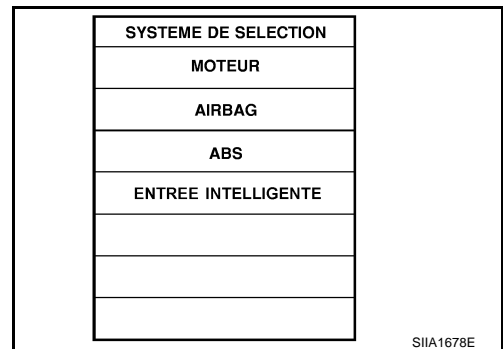 SYSTEME DE SELECTION
MOTEUR
AIRBAG
ABS
ENTREE INTELLIGENTE
SIIA1678E